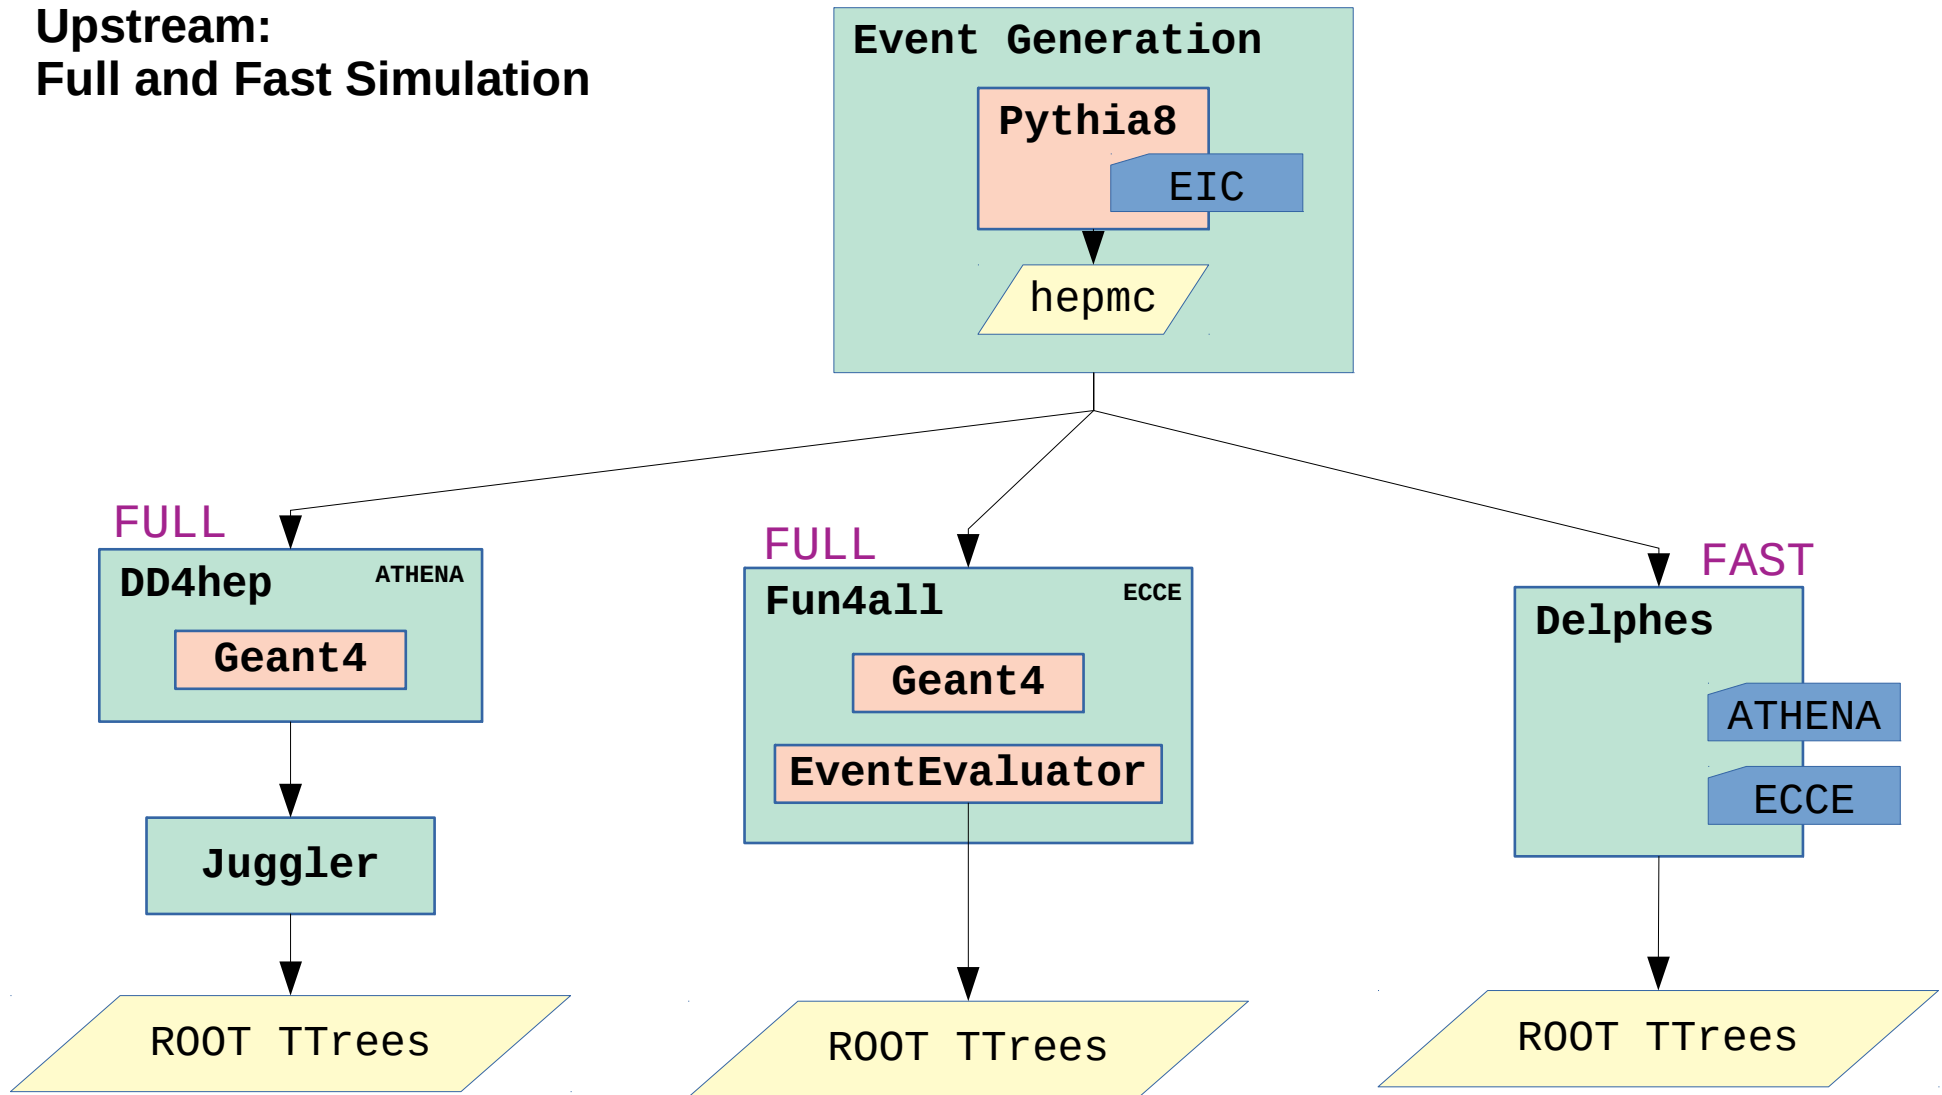 Upstream:
Full and Fast Simulation
Event Generation
Pythia8
EIC
hepmc
FULL
DD4hep
ATHENA
Geant4
Juggler
ROOT TTrees
FULL
Fun4all
ECCE
Geant4
EventEvaluator
ROOT TTrees
FAST
Delphes
ATHENA
ECCE
ROOT TTrees